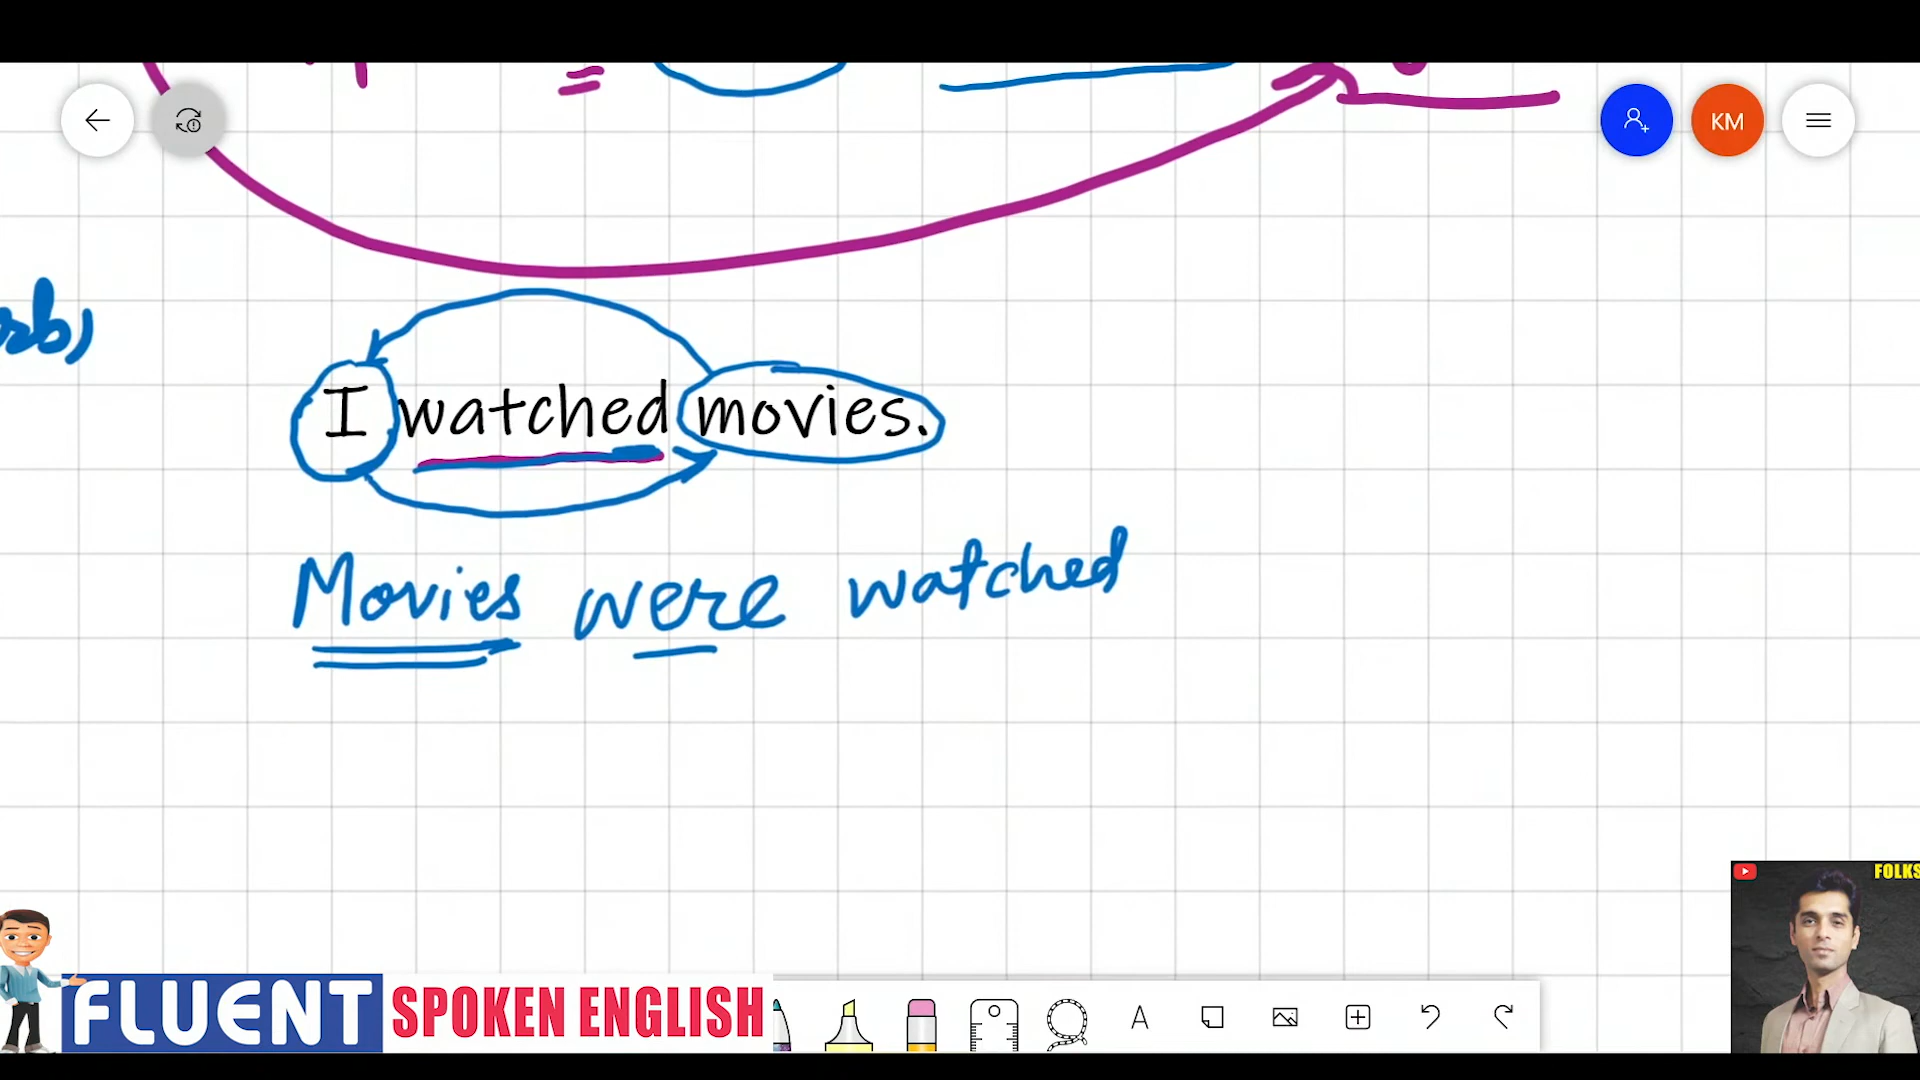 KM
I watched movies.
Movies were watched
FOLKS
FLUENT SPOKEN ENGLISH
A